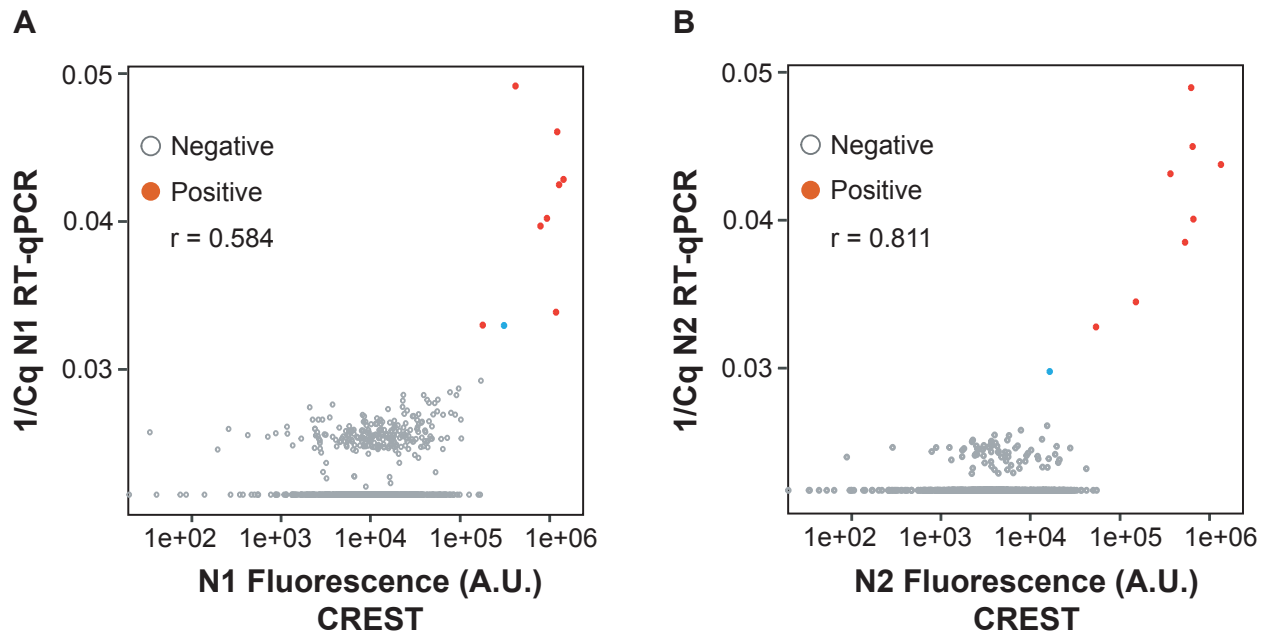 A
1/Cq N1 RT-qPCR
0.05
0.04
0.03
Negative
Positive
r = 0.584
1e+02 1e+03 1e+04 1e+05 1e+06
N1 Fluorescence (A.U.)
CREST
B
1/Cq N2 RT-qPCR
0.05
0.04
0.03
Negative
Positive
r = 0.811
1e+02 1e+03 1e+04 1e+05 1e+06
N2 Fluorescence (A.U.)
CREST